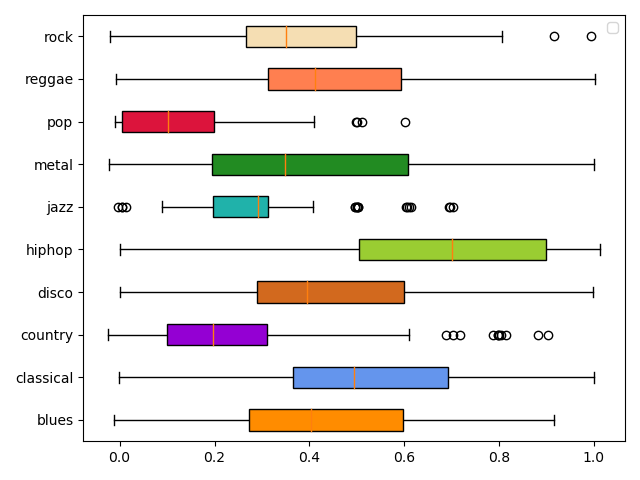 rock
reggae
pop
metal
jazz
hiphop
disco
country
classical
blues
0.0 0.2 0.4 0.6 0.8 1.0